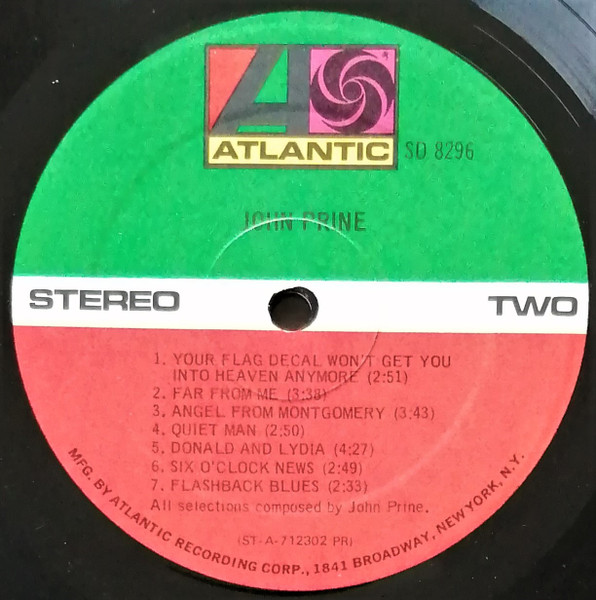 ATLANTIC
SD 8296
JOHN PRINE
STEREO
TWO
1. YOUR FLAG DECAL WON'T GET YOU
INTO HEAVEN ANYMORE (2:51)
2. FAR FROM ME (3:38)
3. ANGEL FROM MONTGOMERY (3:43)
4. QUIET MAN (2:50)
5. DONALD AND LYDIA (4:27)
6. SIX O'CLOCK NEWS (2:49)
7. FLASHBACK BLUES (2:33)
All selections composed by John Prine.
(ST-A-712302 PR)
MFG. BY ATLANTIC RECORDING CORP., 1841 BROADWAY, NEW YORK, N.Y.